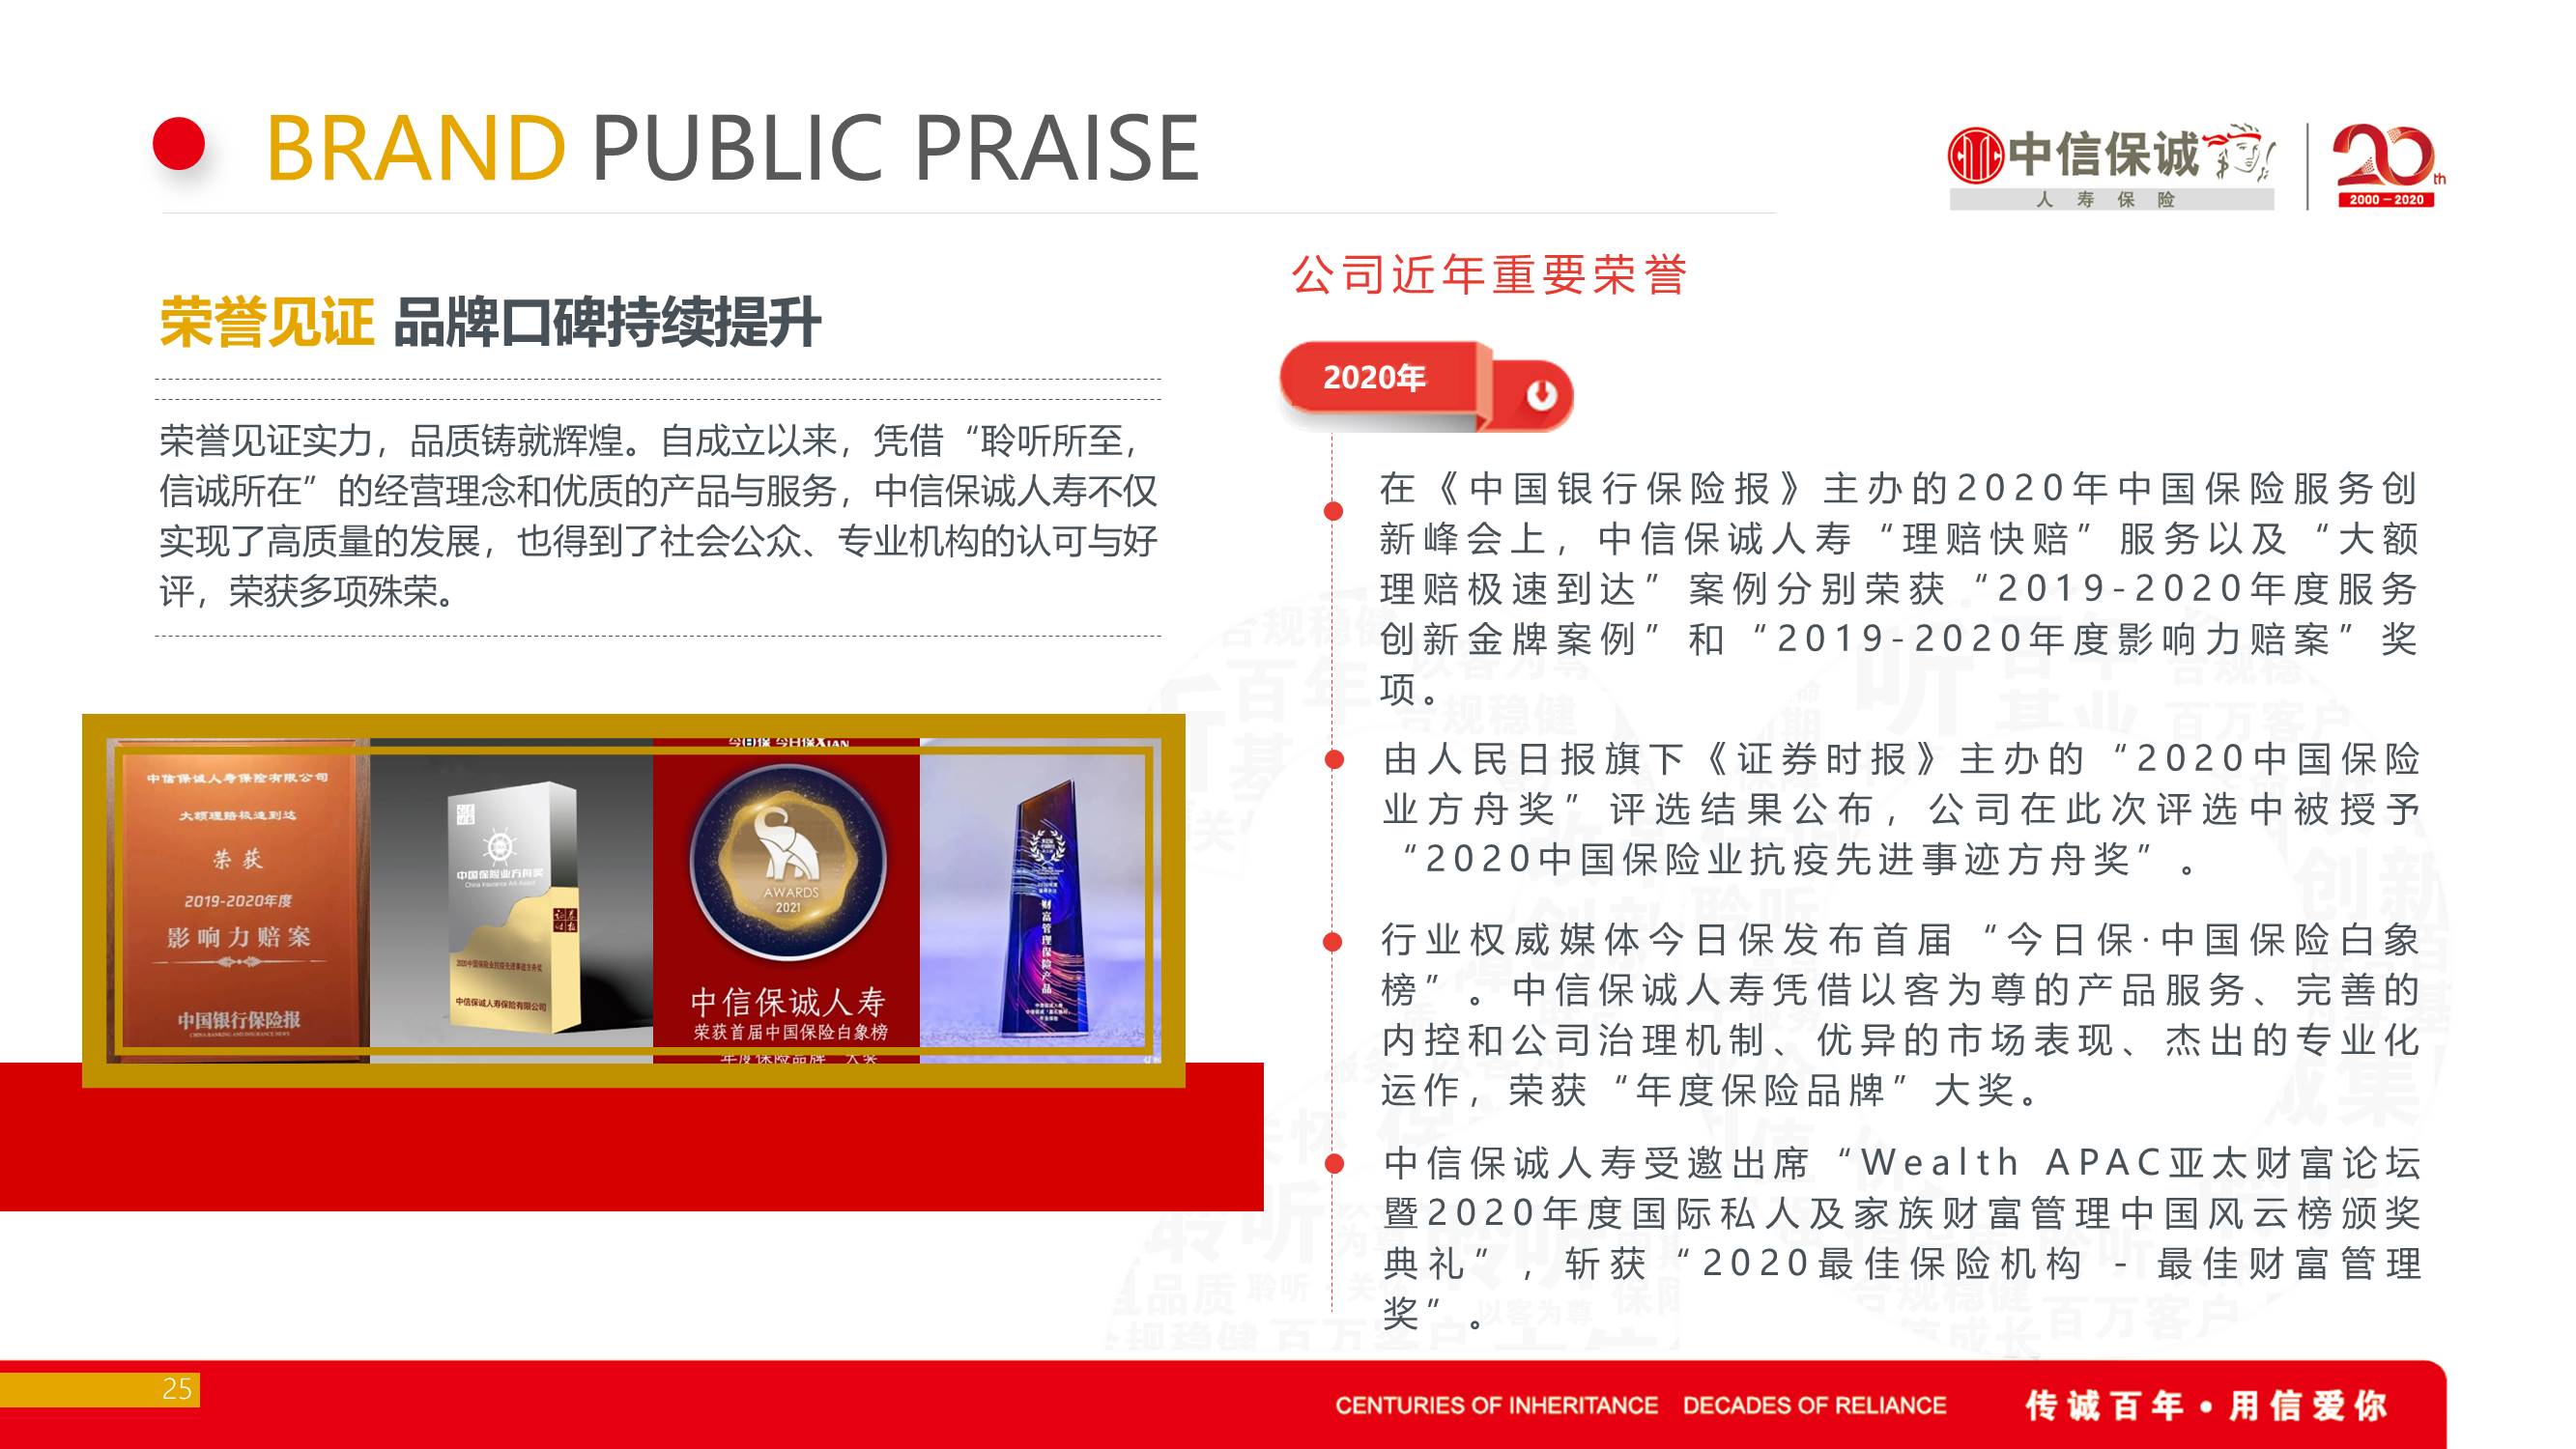 BRAND PUBLIC PRAISE
中信保诚
人寿保险
20th
2000－2020
荣誉见证 品牌口碑持续提升
荣誉见证实力，品质铸就辉煌。自成立以来，凭借“聆听所至，
信诚所在”的经营理念和优质的产品与服务，中信保诚人寿不仅
实现了高质量的发展，也得到了社会公众、专业机构的认可与好
评，荣获多项殊荣。
中信保诚人寿保险有限公司
大额理赔极速到达
荣获
2019-2020年度
影响力赔案
中国银行保险报
中国保险业方舟奖
China Insurance Ark Award
中信保诚人寿保险有限公司
AWARDS
2021
中信保诚人寿
荣获首届中国保险白象榜
财富管理保险产品
公司近年重要荣誉
2020年
在《中国银行保险报》主办的2020年中国保险服务创
新峰会上，中信保诚人寿“理赔快赔”服务以及“大额
理赔极速到达”案例分别荣获“2019-2020年度服务
创新金牌案例”和“2019-2020年度影响力赔案”奖
项。
由人民日报旗下《证券时报》主办的“2020中国保险
业方舟奖”评选结果公布，公司在此次评选中被授予
“2020中国保险业抗疫先进事迹方舟奖”。
行业权威媒体今日保发布首届“今日保·中国保险白象
榜”。中信保诚人寿凭借以客为尊的产品服务、完善的
内控和公司治理机制、优异的市场表现、杰出的专业化
运作，荣获“年度保险品牌”大奖。
中信保诚人寿受邀出席“Wealth APAC亚太财富论坛
暨2020年度国际私人及家族财富管理中国风云榜颁奖
典礼”，斩获“2020最佳保险机构 - 最佳财富管理
奖”。
25
CENTURIES OF INHERITANCE DECADES OF RELIANCE
传诚百年•用信爱你